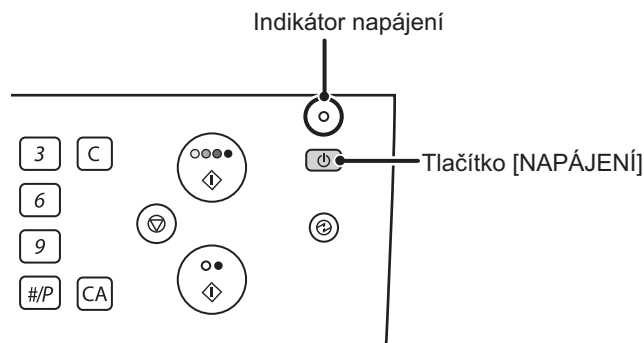 Indikátor napájení
3 C
Tlačítko [NAPÁJENÍ]
6
9
#/P CA